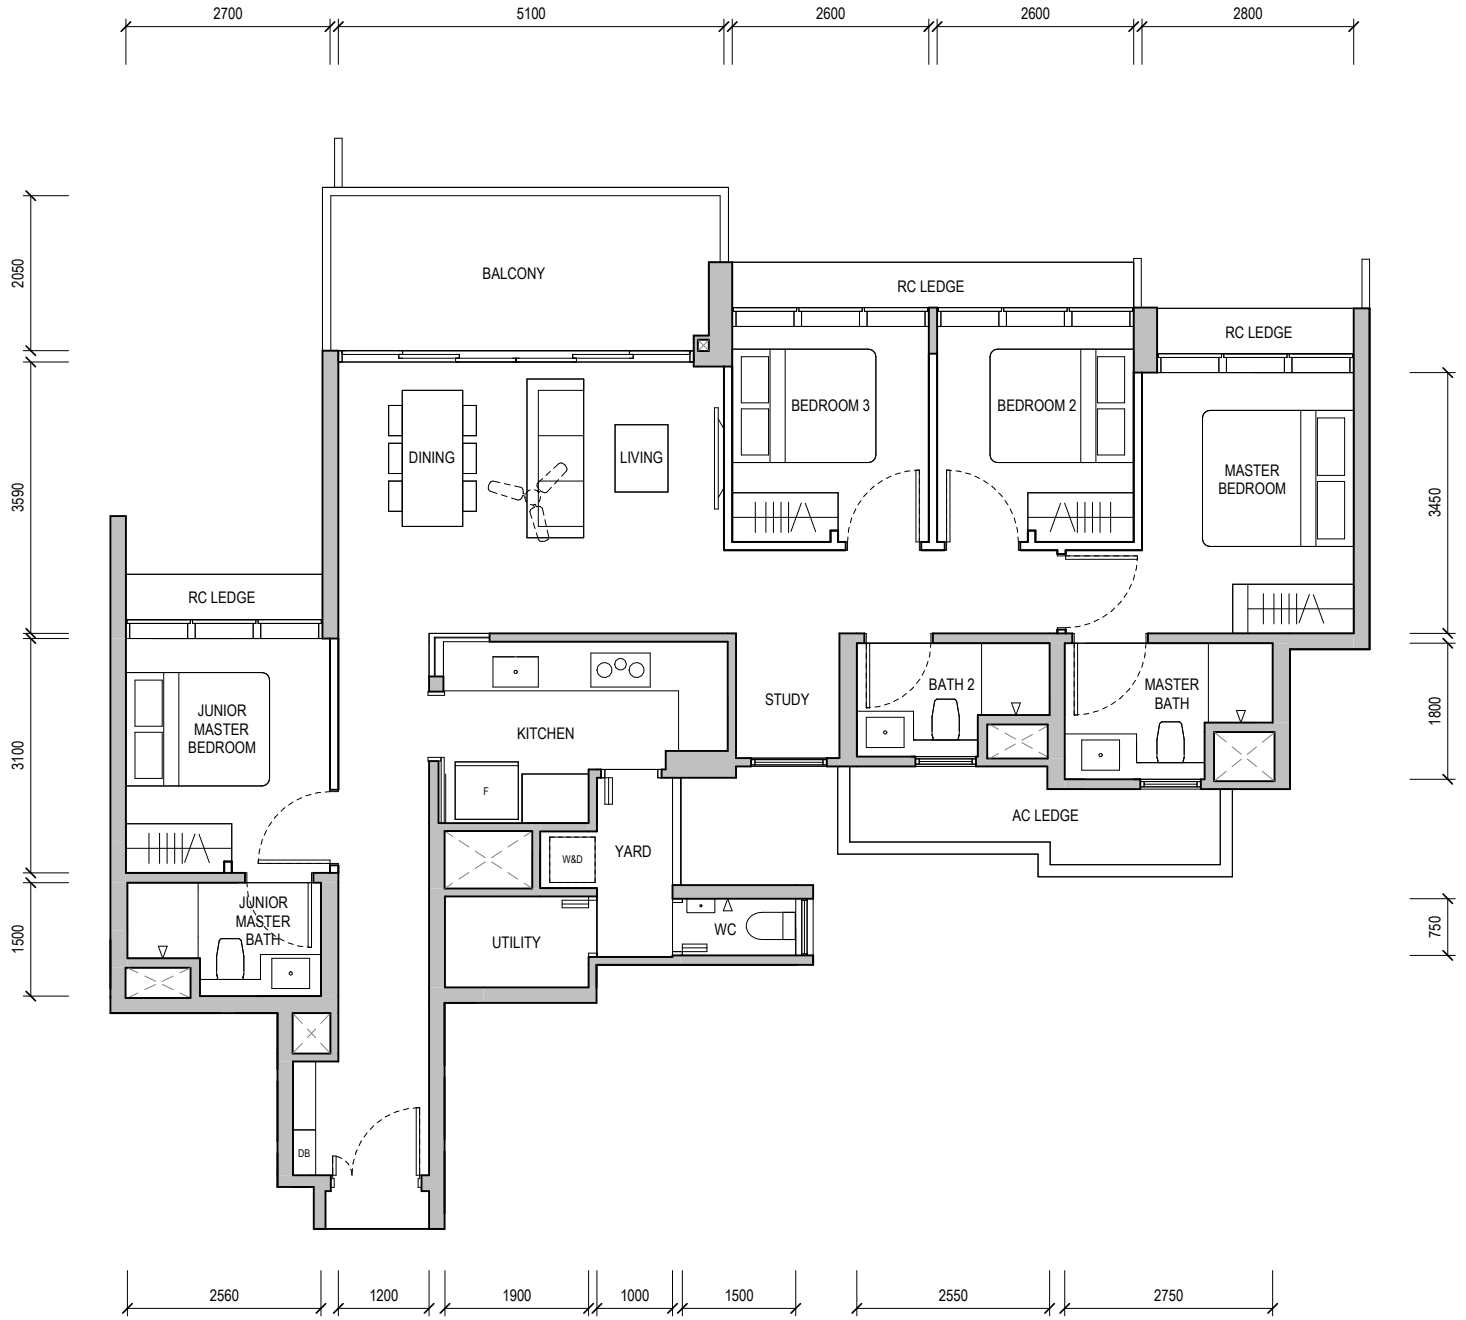 2700
5100
2600
2600
2800
2050
BALCONY
RC LEDGE
RC LEDGE
3590
DINING
LIVING
BEDROOM 3
BEDROOM 2
MASTER
BEDROOM
3450
RC LEDGE
JUNIOR
MASTER
BEDROOM
3100
KITCHEN
STUDY
BATH 2
MASTER
BATH
1800
F
AC LEDGE
W&D
YARD
JUNIOR
MASTER
BATH
1500
UTILITY
WC
750
DB
2560
1200
1900
1000
1500
2550
2750